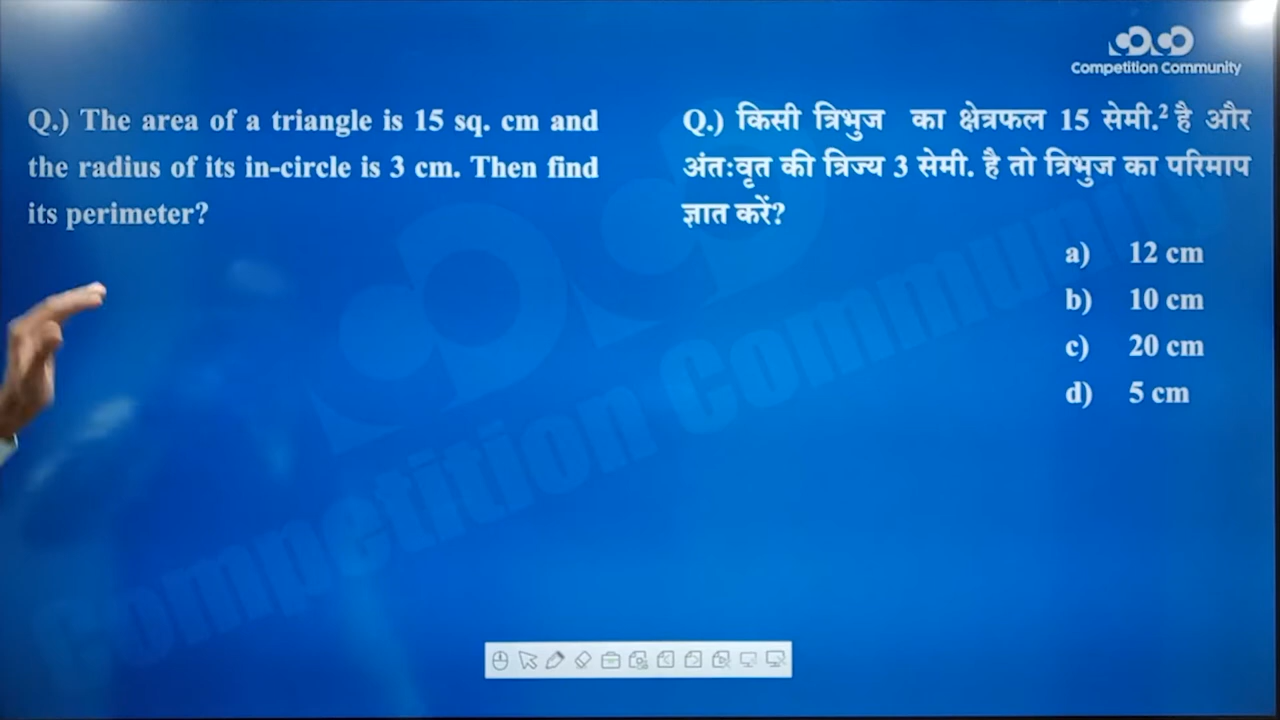 Competition Community
Q.) The area of a triangle is 15 sq. cm and
the radius of its in-circle is 3 cm. Then find
its perimeter?
Q.) किसी त्रिभुज का क्षेत्रफल 15 सेमी.² है और
अंतःवृत की त्रिज्य 3 सेमी. है तो त्रिभुज का परिमाप
ज्ञात करें?
a) 12 cm
b) 10 cm
c) 20 cm
d) 5 cm
Competition Community